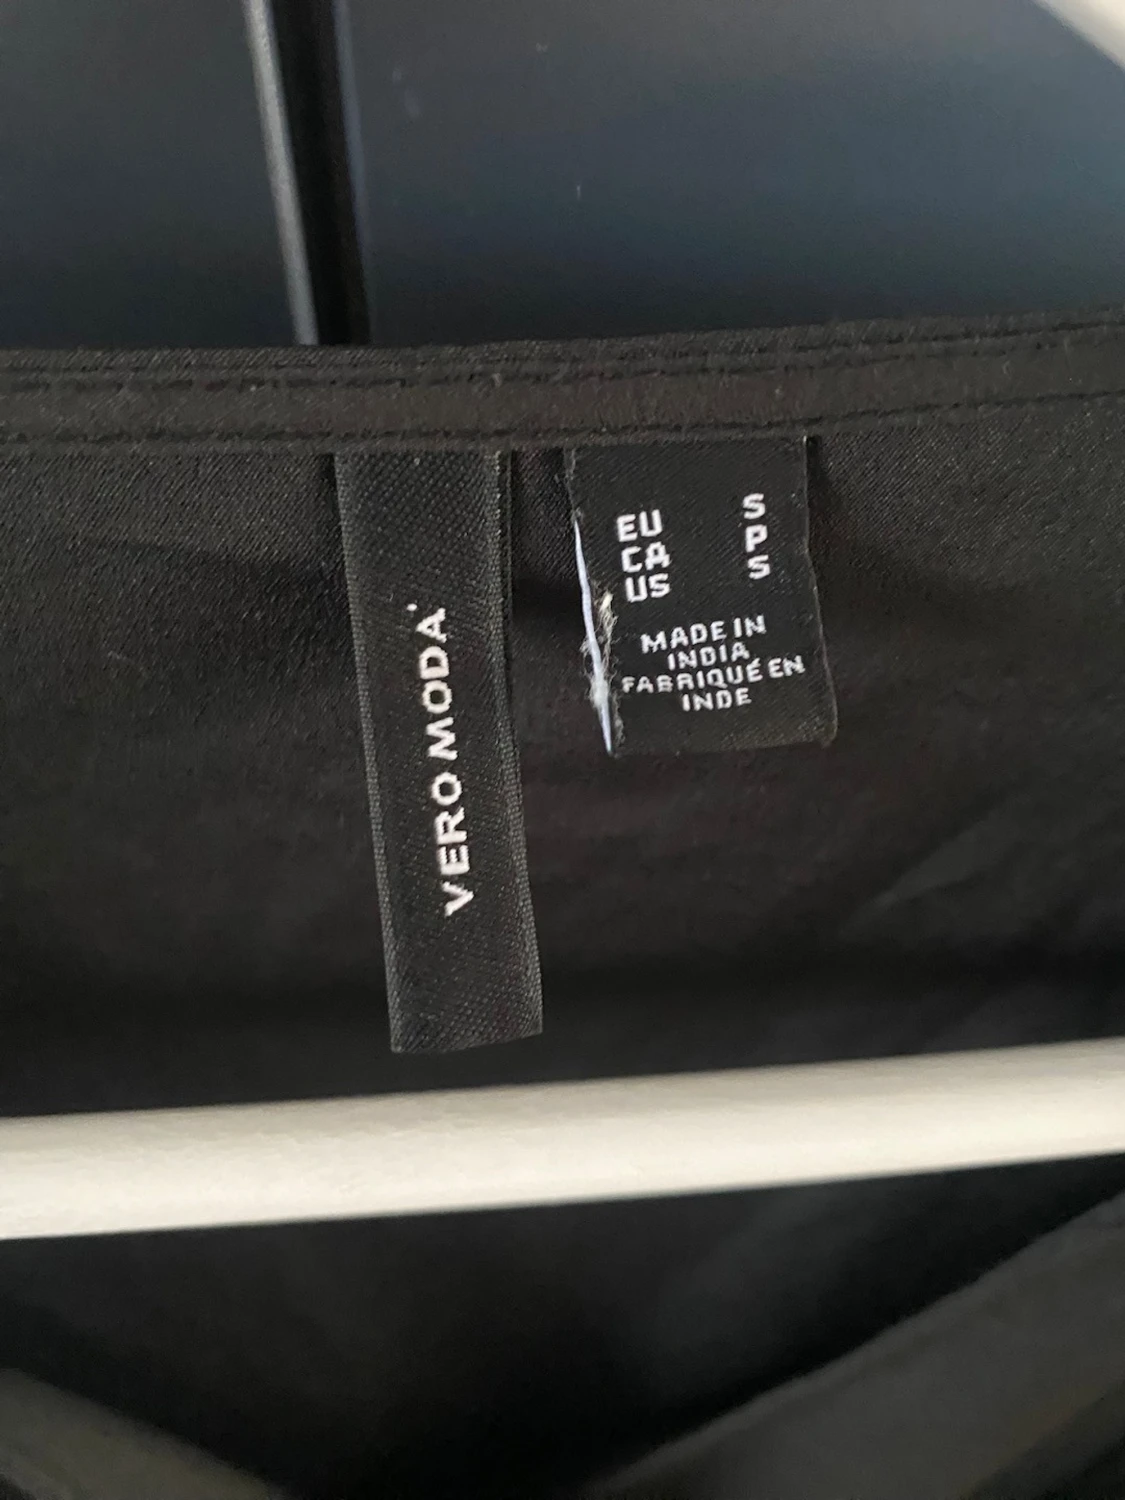 VERO MODA
EU S
CA P
US S
MADE IN
INDIA
FABRIQUÉ EN
INDE